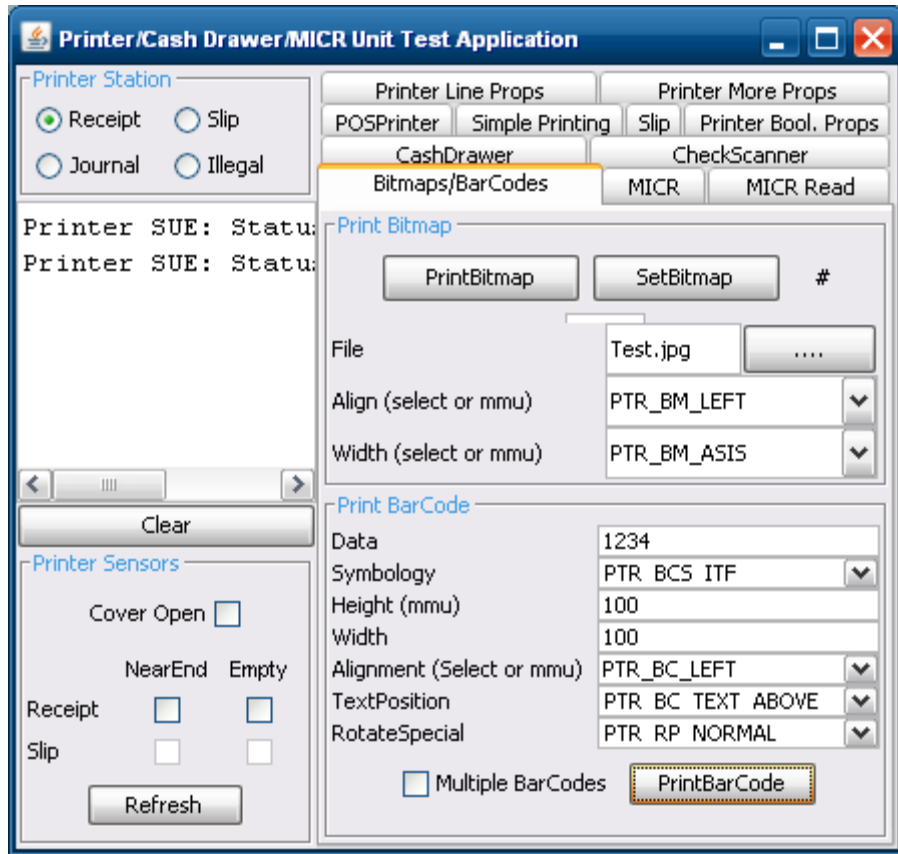 Printer/Cash Drawer/MICR Unit Test Application
Printer Station
Receipt Slip
Journal Illegal
Printer SUE: Statu
Printer SUE: Statu
Clear
Printer Sensors
Cover Open
NearEnd Empty
Receipt
Slip
Refresh
Printer Line Props Printer More Props
POSPrinter Simple Printing Slip Printer Bool. Props
CashDrawer CheckScanner
Bitmaps/BarCodes MICR MICR Read
Print Bitmap
PrintBitmap SetBitmap #
File Test.jpg ....
Align (select or mmu) PTR_BM_LEFT
Width (select or mmu) PTR_BM_ASIS
Print BarCode
Data 1234
Symbology PTR_BCS_ITF
Height (mmu) 100
Width 100
Alignment (Select or mmu) PTR_BC_LEFT
TextPosition PTR_BC_TEXT_ABOVE
RotateSpecial PTR_RP_NORMAL
Multiple BarCodes PrintBarCode